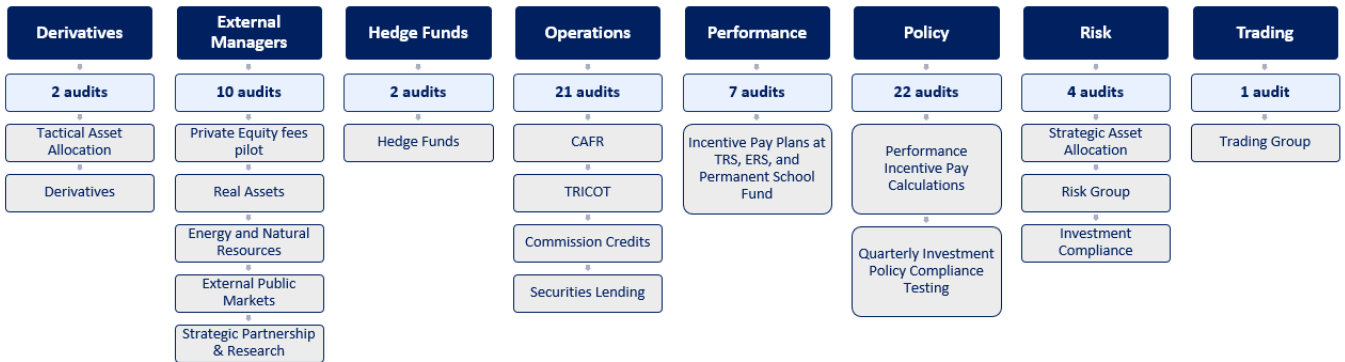 Derivatives
2 audits
Tactical Asset
Allocation
Derivatives
External
Managers
10 audits
Private Equity fees
pilot
Real Assets
Energy and Natural
Resources
External Public
Markets
Strategic Partnership
& Research
Hedge Funds
2 audits
Hedge Funds
Operations
21 audits
CAFR
TRICOT
Commission Credits
Securities Lending
Performance
7 audits
Incentive Pay Plans at
TRS, ERS, and
Permanent School
Fund
Policy
22 audits
Performance
Incentive Pay
Calculations
Quarterly Investment
Policy Compliance
Testing
Risk
4 audits
Strategic Asset
Allocation
Risk Group
Investment
Compliance
Trading
1 audit
Trading Group